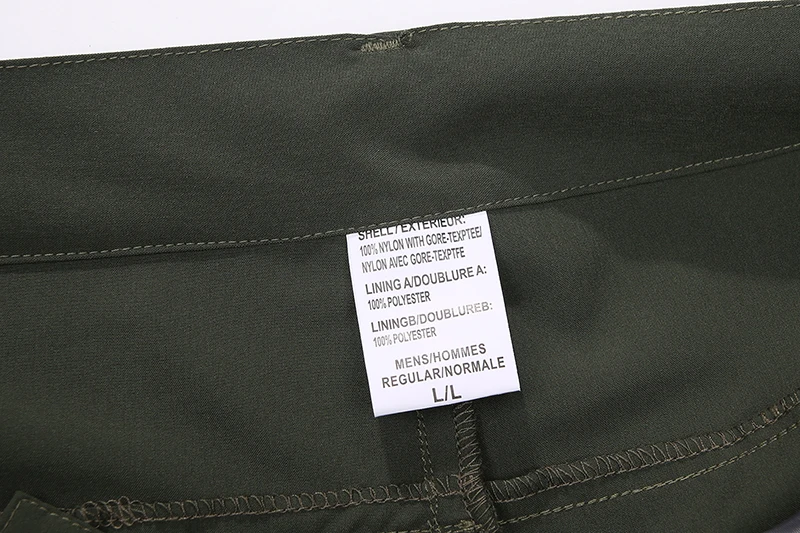 SHELL/EXTERIEUR:
100% NYLON WITH GORE-TEXPTEE/
NYLON AVEC GORE-TEXPTFE
LINING A/DOUBLURE A:
100% POLYESTER
LININGB/DOUBLUREB:
100% POLYESTER
MENS/HOMMES
REGULAR/NORMALE
L/L